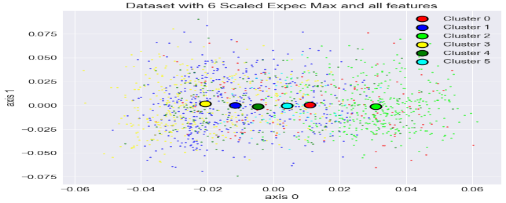 Dataset with 6 Scaled Expec Max and all features
Cluster 0
Cluster 1
Cluster 2
Cluster 3
Cluster 4
Cluster 5
0.075
0.050
0.025
0.000
−0.025
−0.050
−0.075
axis 1
−0.06
−0.04
−0.02
0.00
0.02
0.04
0.06
axis 0